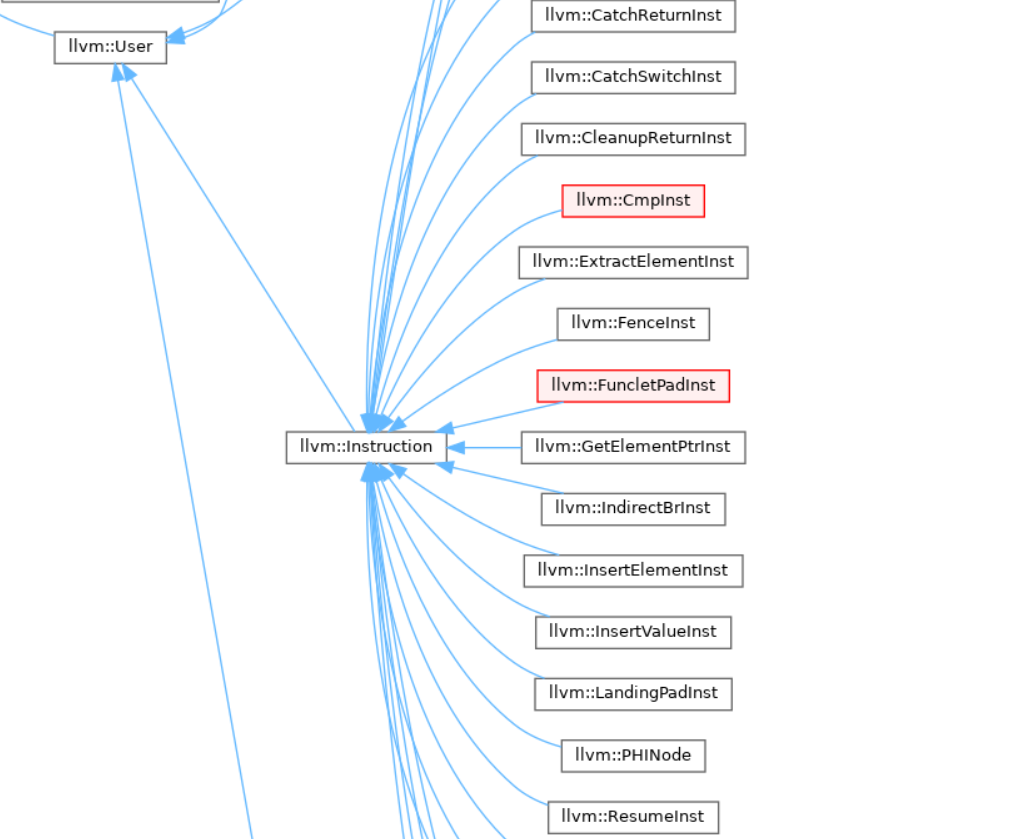 llvm::CatchReturnInst
llvm::User
llvm::CatchSwitchInst
llvm::CleanupReturnInst
llvm::CmpInst
llvm::ExtractElementInst
llvm::FenceInst
llvm::FuncletPadInst
llvm::Instruction
llvm::GetElementPtrInst
llvm::IndirectBrInst
llvm::InsertElementInst
llvm::InsertValueInst
llvm::LandingPadInst
llvm::PHINode
llvm::ResumeInst